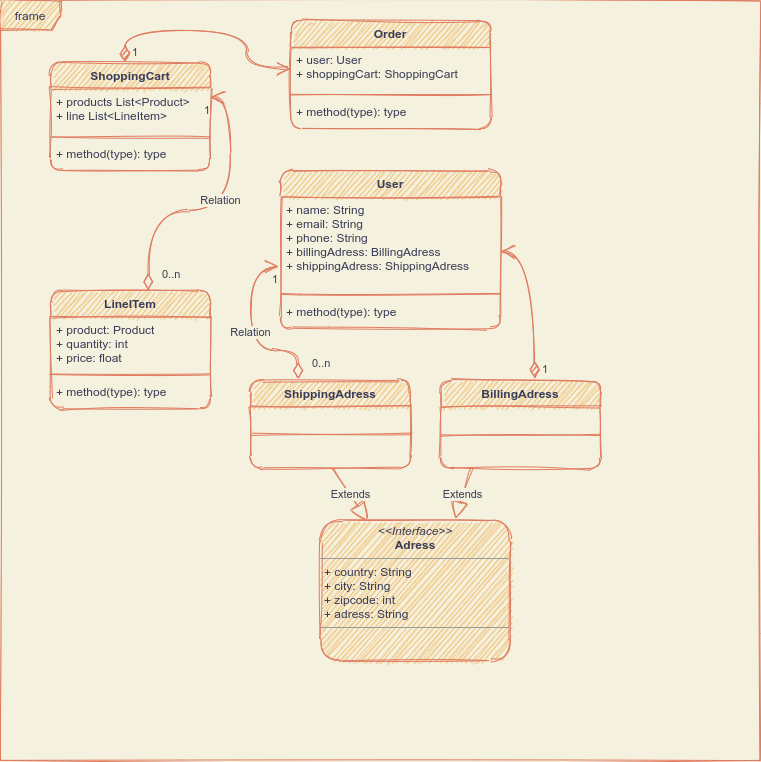 frame
Order
+ user: User
+ shoppingCart: ShoppingCart
+ method(type): type
1
ShoppingCart
+ products List<Product>
+ line List<LineItem>
+ method(type): type
1
Relation
0..n
User
+ name: String
+ email: String
+ phone: String
+ billingAdress: BillingAdress
+ shippingAdress: ShippingAdress
+ method(type): type
1
Relation
0..n
1
LineITem
+ product: Product
+ quantity: int
+ price: float
+ method(type): type
ShippingAdress
BillingAdress
Extends
Extends
<<Interface>>
Adress
+ country: String
+ city: String
+ zipcode: int
+ adress: String